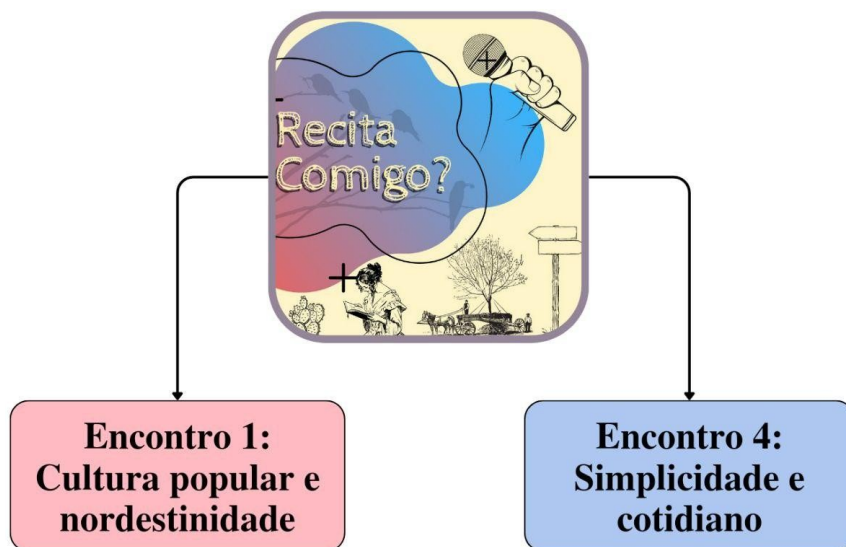 Recita
Comigo?
Encontro 1:
Cultura popular e
nordestinidade
Encontro 4:
Simplicidade e
cotidiano